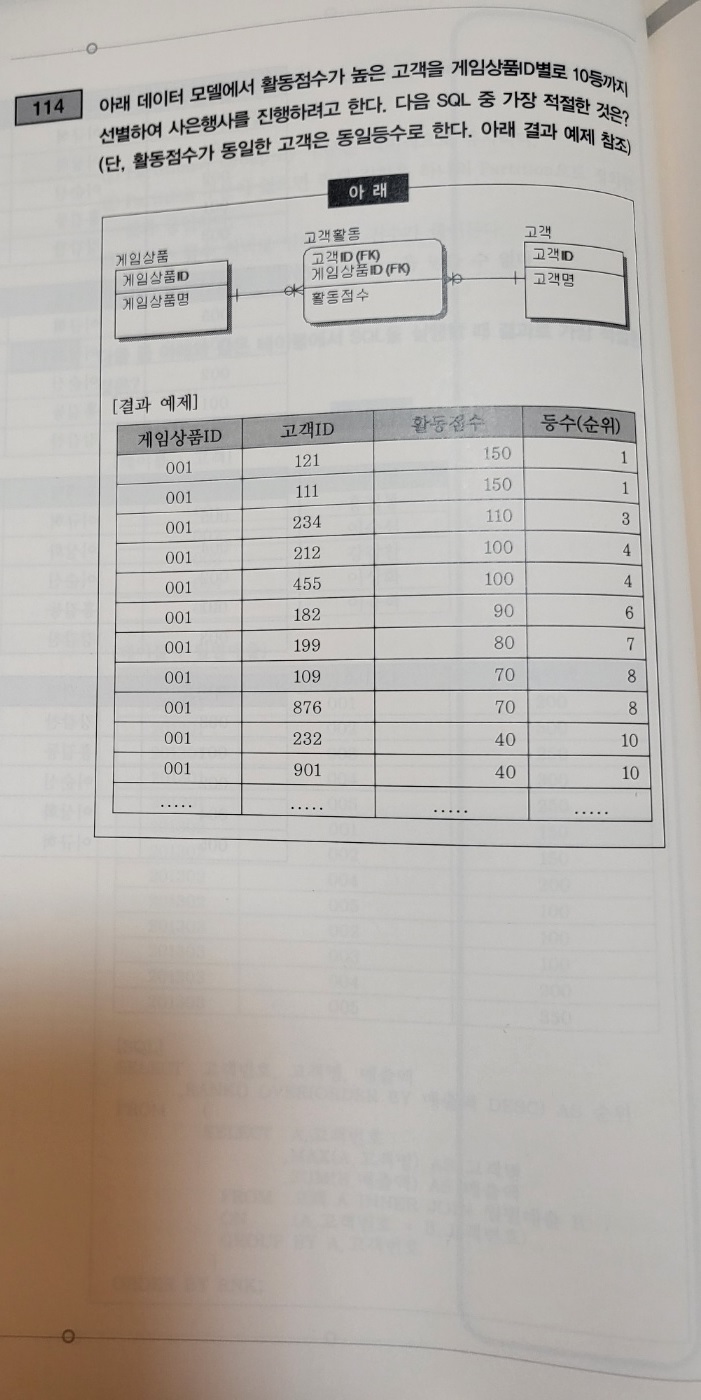 114
아래 데이터 모델에서 활동점수가 높은 고객을 게임상품ID별로 10등까지
선별하여 사은행사를 진행하려고 한다. 다음 SQL 중 가장 적절한 것은?
(단, 활동점수가 동일한 고객은 동일등수로 한다. 아래 결과 예제 참조)
아 래
게임상품
게임상품ID
게임상품명
고객활동
고객ID (FK)
게임상품ID (FK)
활동점수
고객
고객ID
고객명
[결과 예제]
게임상품ID 고객ID 활동점수 등수(순위)
001 121 150 1
001 111 150 1
001 234 110 3
001 212 100 4
001 455 100 4
001 182 90 6
001 199 80 7
001 109 70 8
001 876 70 8
001 232 40 10
001 901 40 10
..... ..... ..... .....